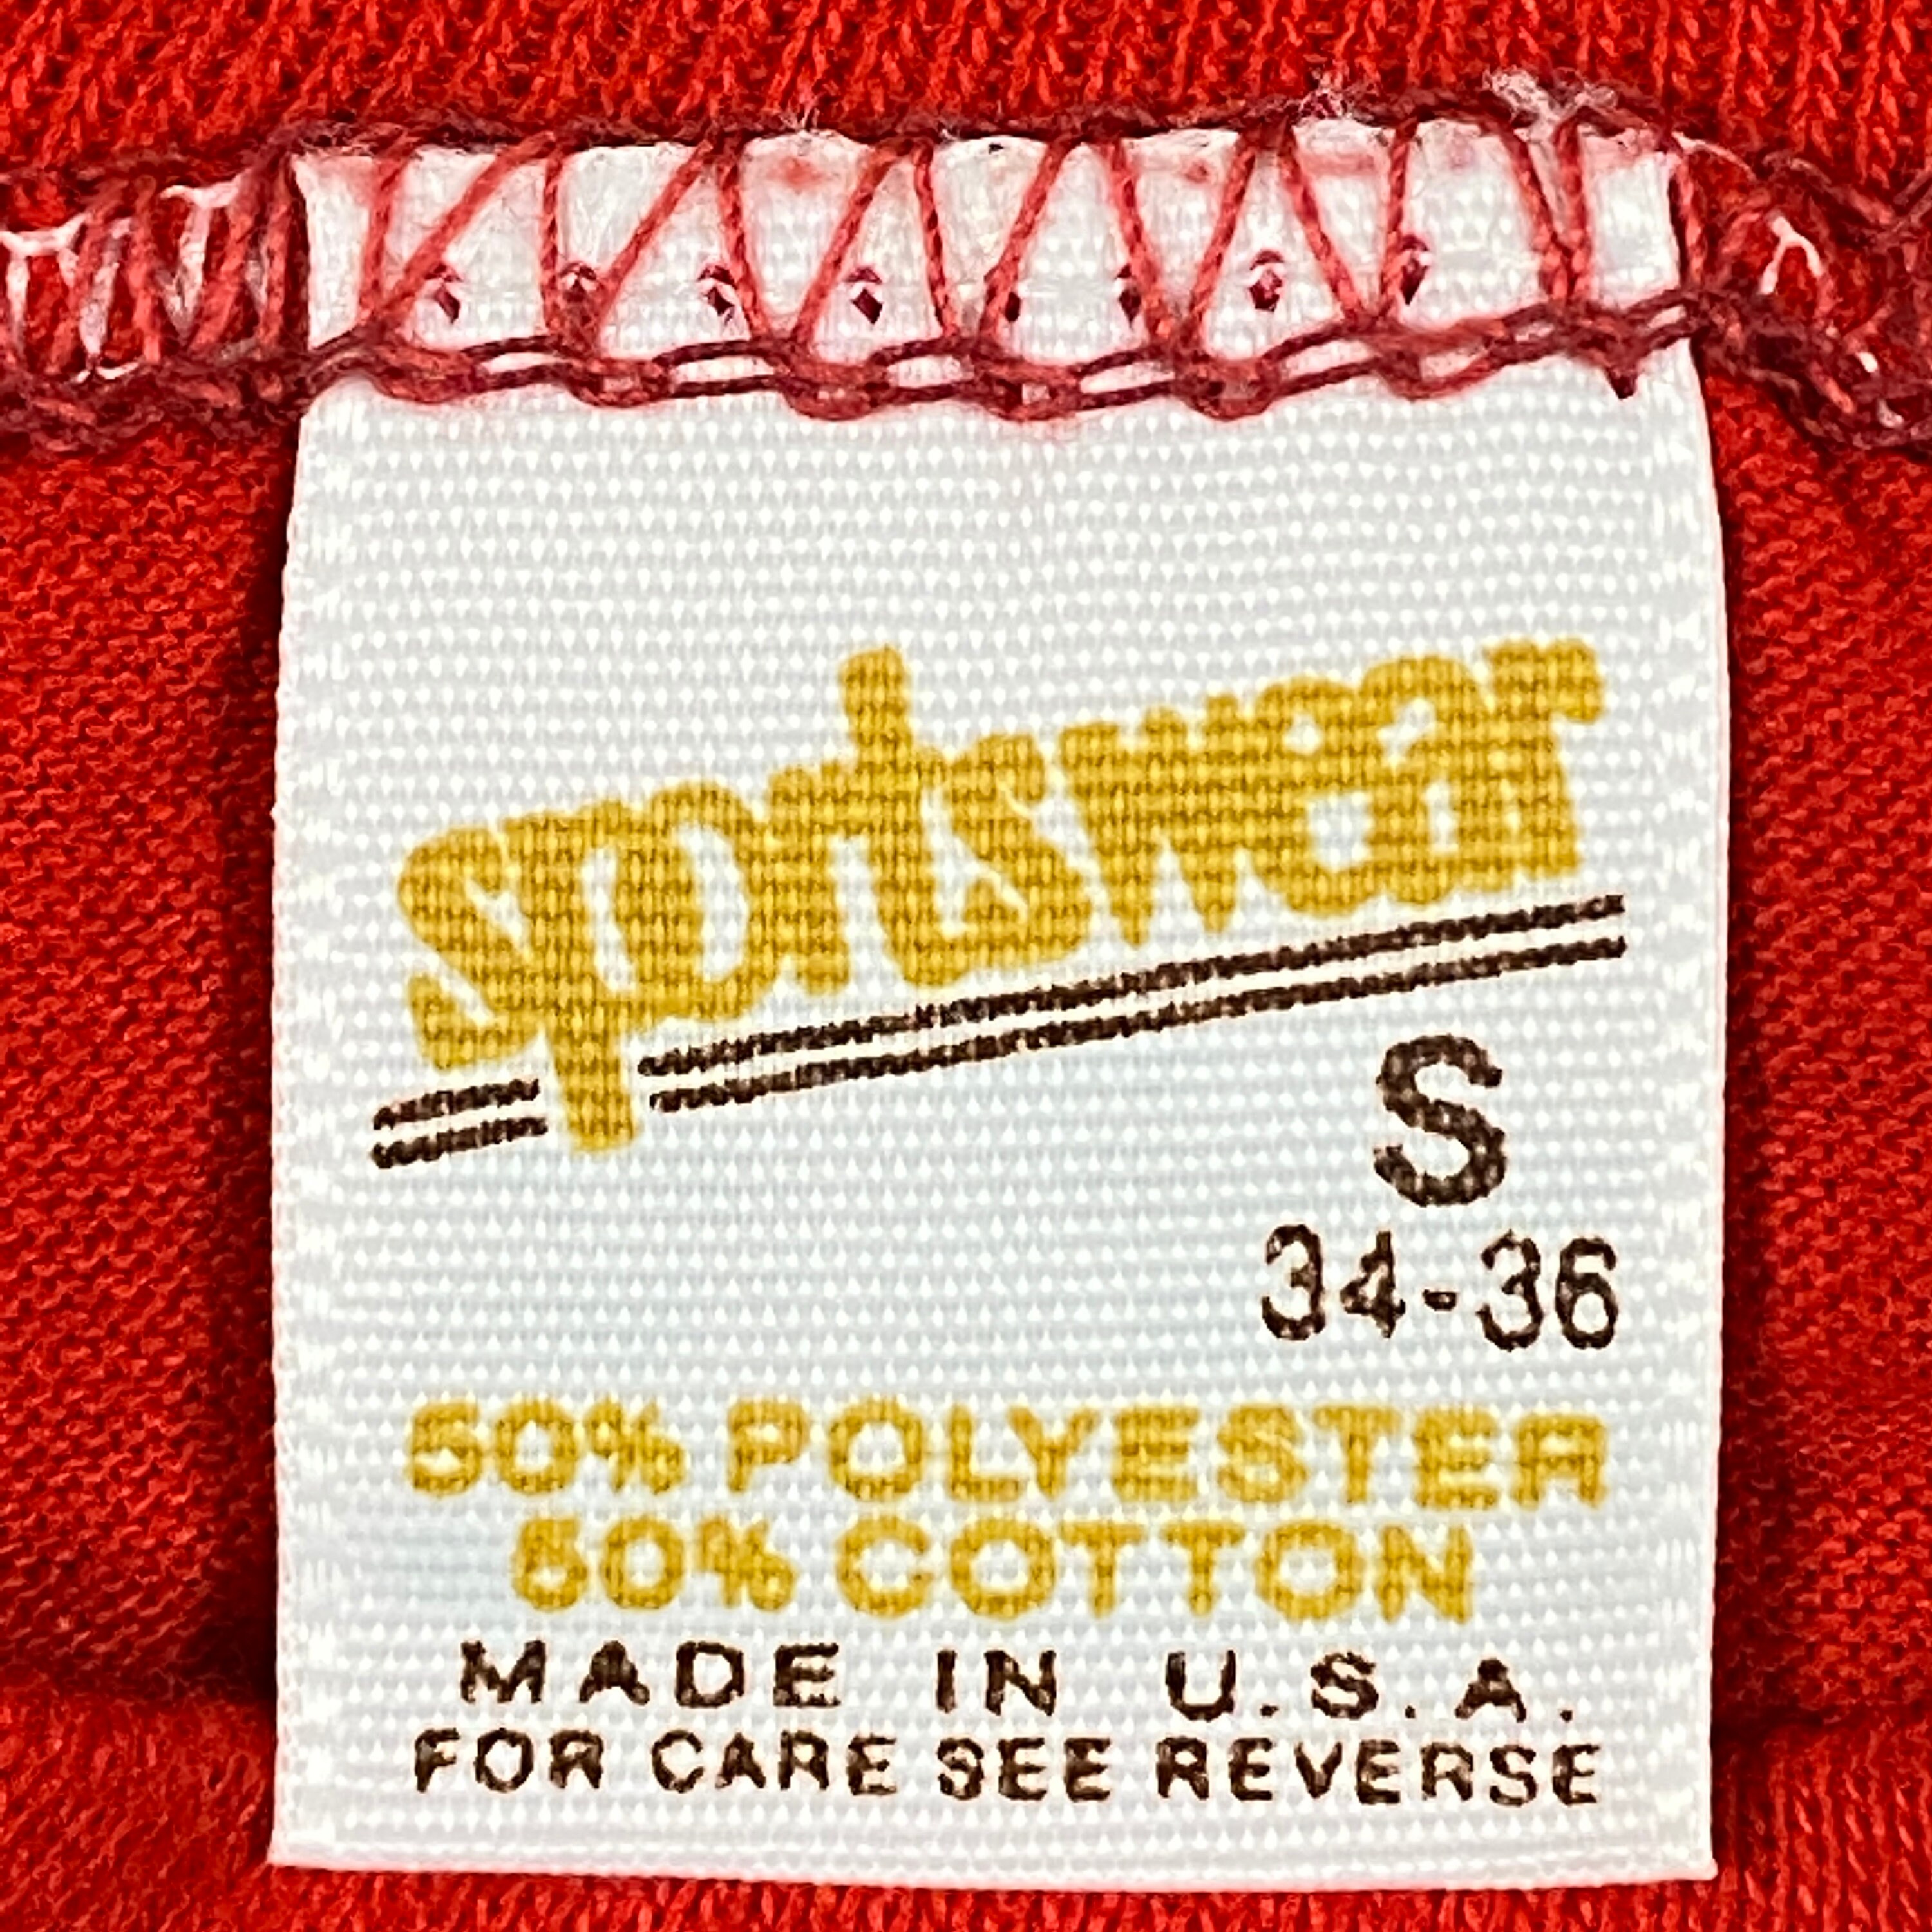 sportswear
S
34-36
50% POLYESTER
50% COTTON
MADE IN U.S.A.
FOR CARE SEE REVERSE